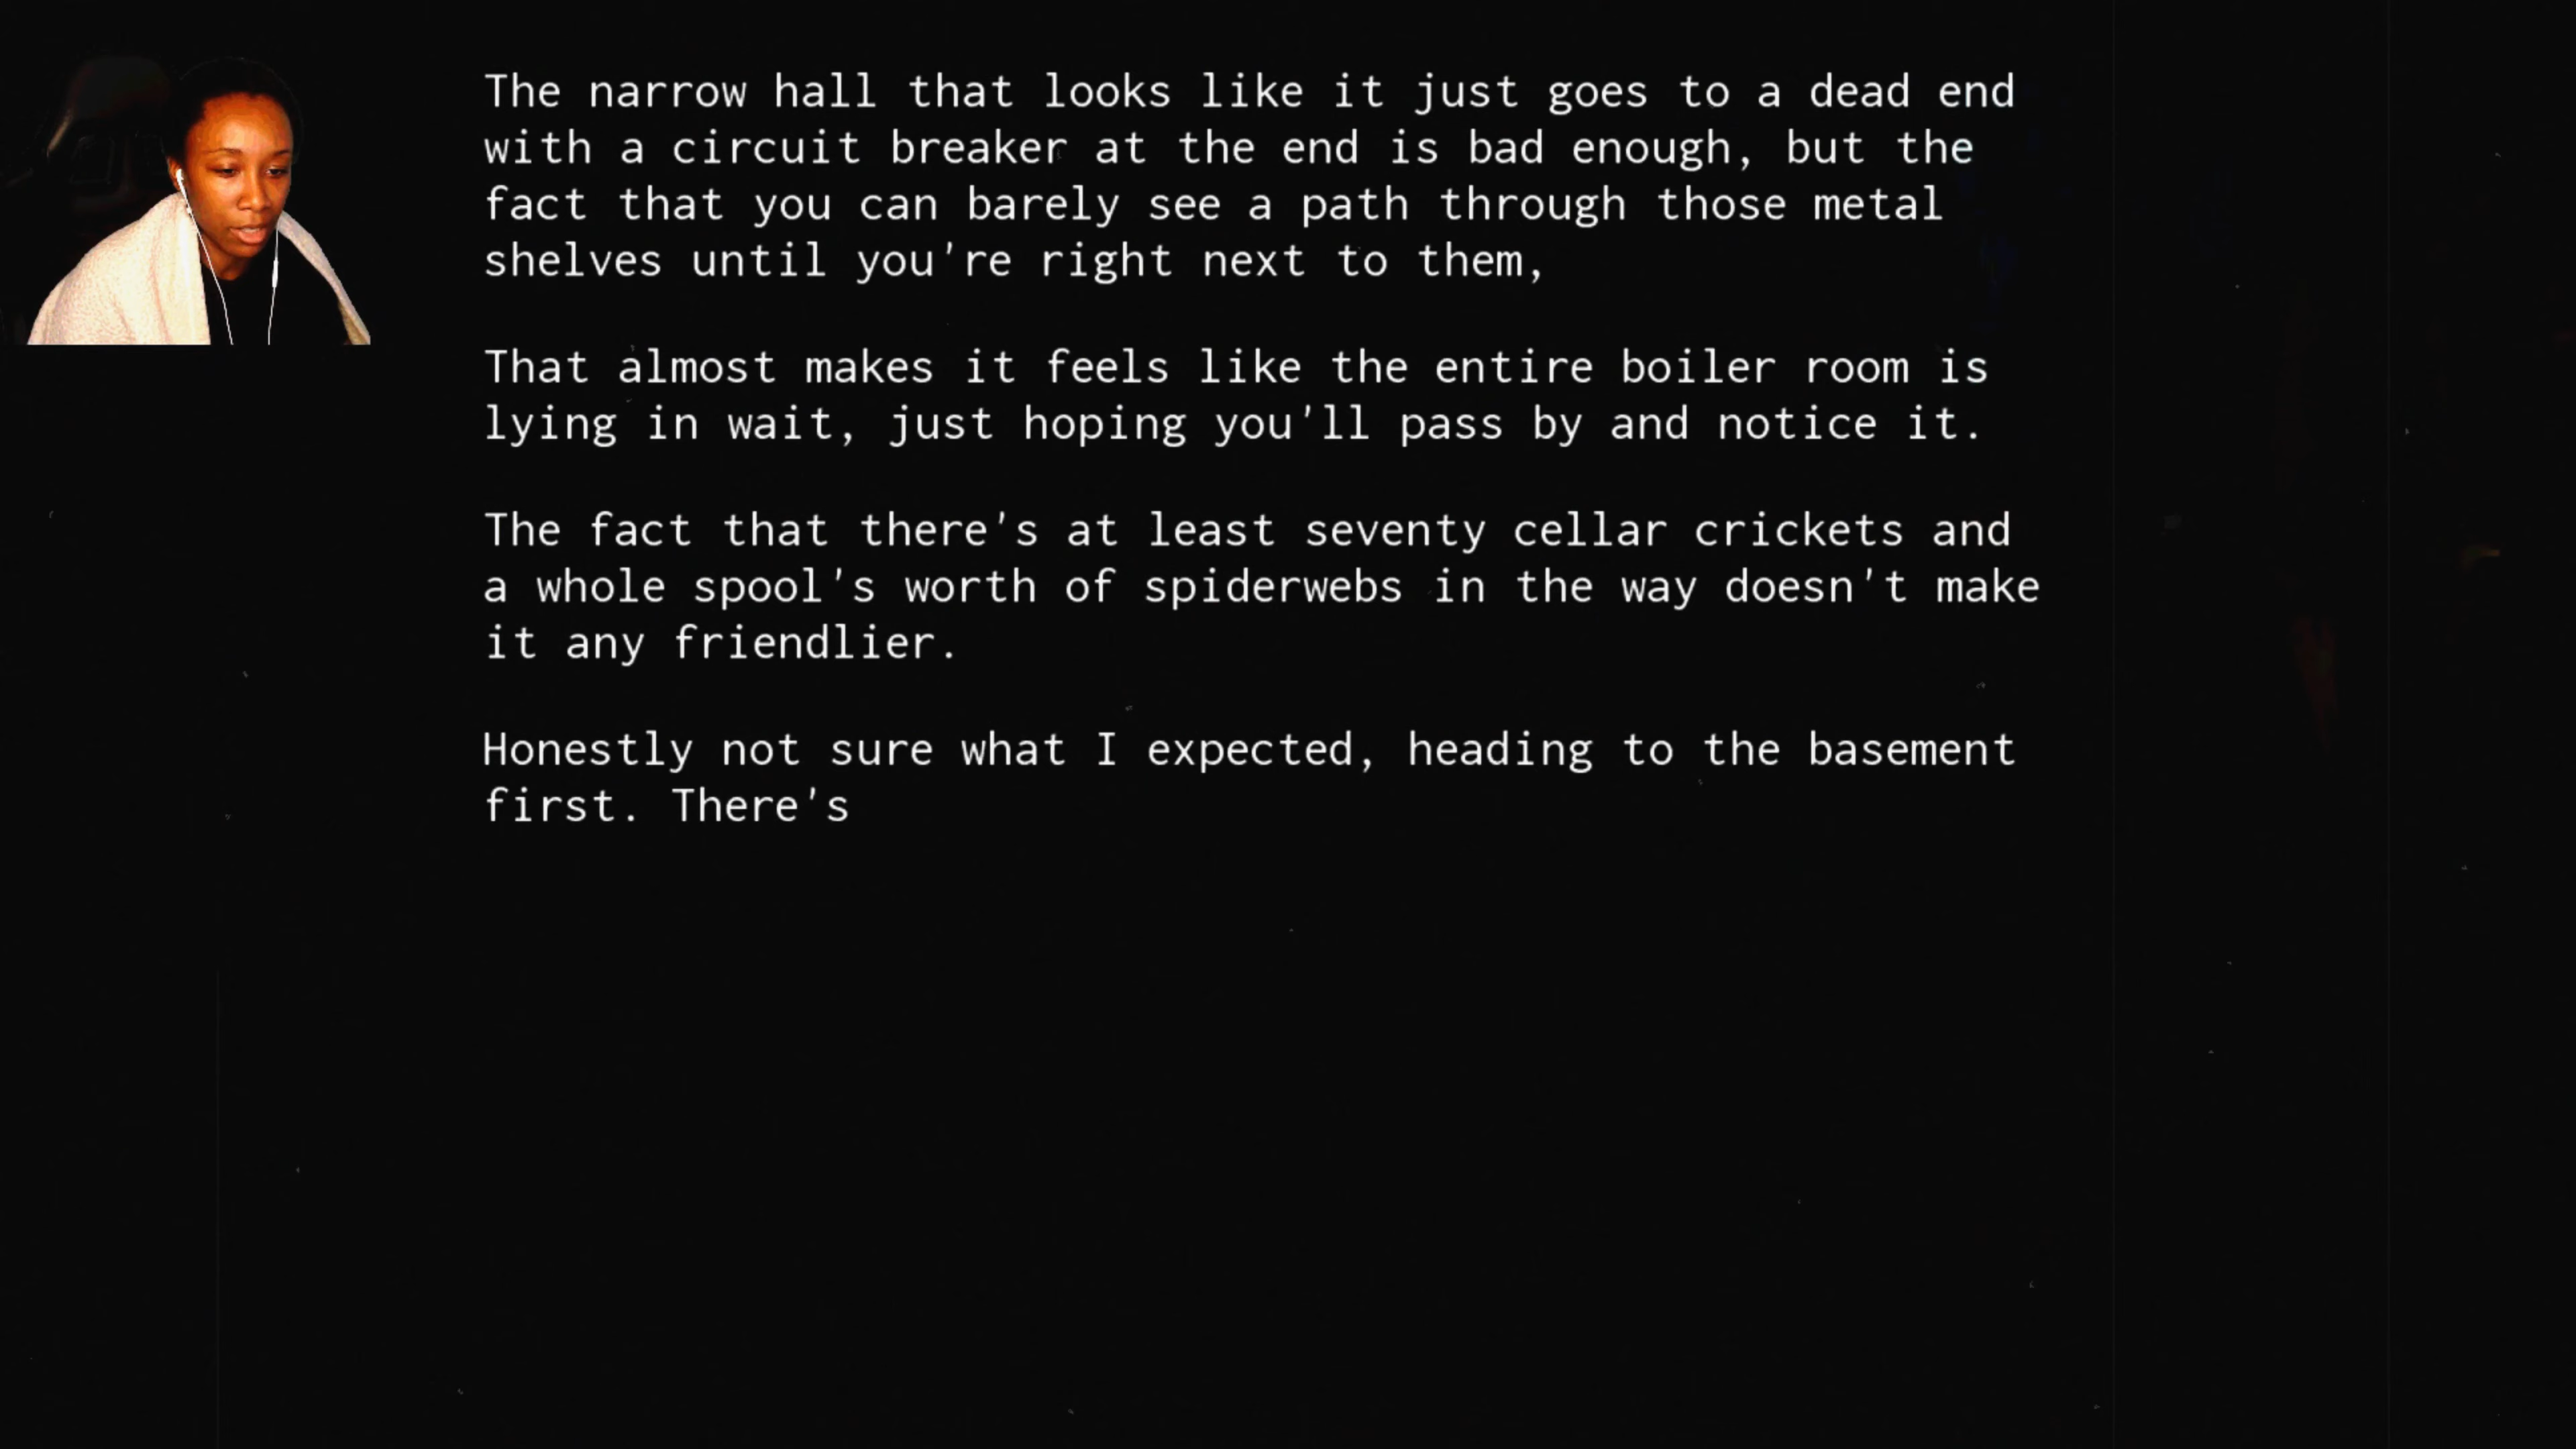 The narrow hall that looks like it just goes to a dead end
with a circuit breaker at the end is bad enough, but the
fact that you can barely see a path through those metal
shelves until you're right next to them,
That almost makes it feels like the entire boiler room is
lying in wait, just hoping you'll pass by and notice it.
The fact that there's at least seventy cellar crickets and
a whole spool's worth of spiderwebs in the way doesn't make
it any friendlier.
Honestly not sure what I expected, heading to the basement
first. There's